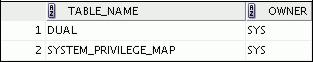 TABLE_NAME OWNER
1 DUAL SYS
2 SYSTEM_PRIVILEGE_MAP SYS